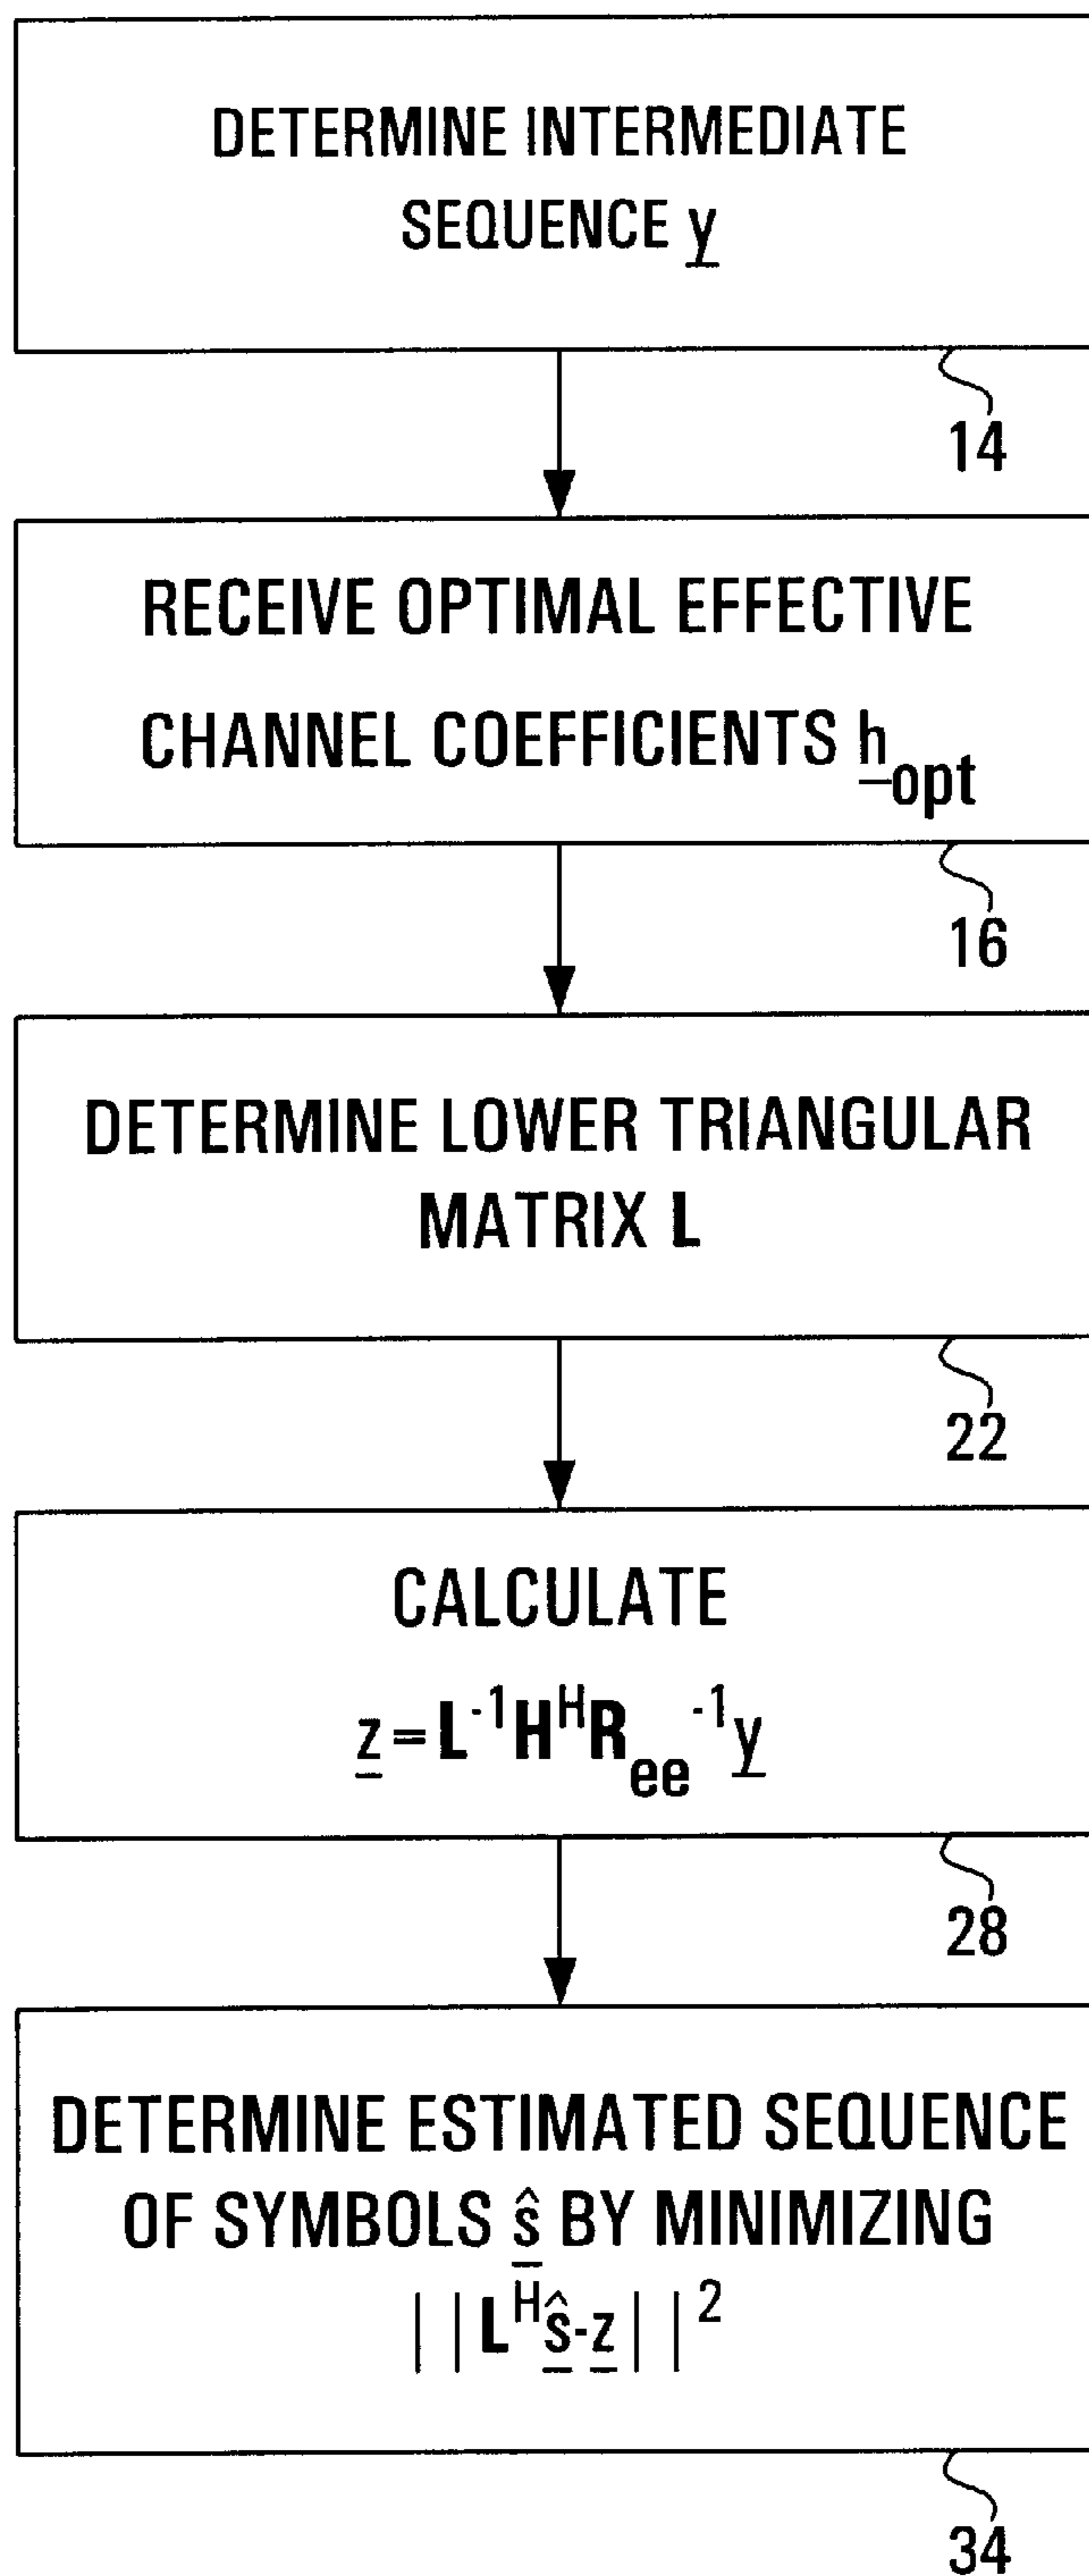 DETERMINE INTERMEDIATE
SEQUENCE y
14
RECEIVE OPTIMAL EFFECTIVE
CHANNEL COEFFICIENTS h_opt
16
DETERMINE LOWER TRIANGULAR
MATRIX L
22
CALCULATE
z = L^-1 H^H R_ee^-1 y
28
DETERMINE ESTIMATED SEQUENCE
OF SYMBOLS ŝ BY MINIMIZING
||L^H ŝ-z||^2
34